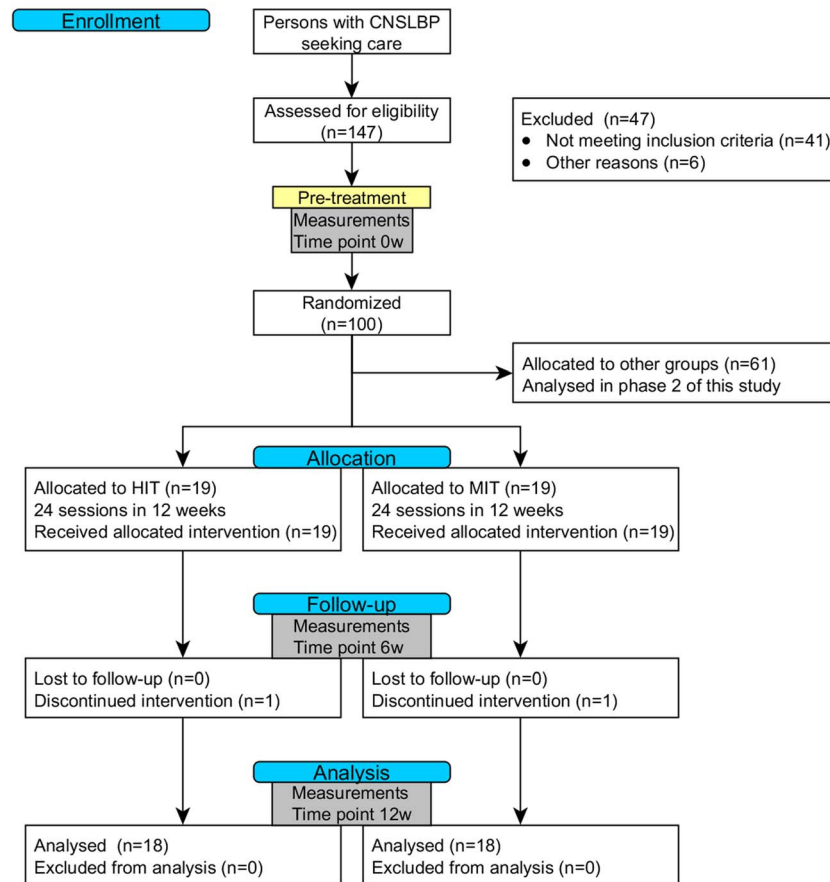 Enrollment
Persons with CNSLBP
seeking care
Assessed for eligibility
(n=147)
Excluded (n=47)
● Not meeting inclusion criteria (n=41)
● Other reasons (n=6)
Pre-treatment
Measurements
Time point 0w
Randomized
(n=100)
Allocated to other groups (n=61)
Analysed in phase 2 of this study
Allocation
Allocated to HIT (n=19)
24 sessions in 12 weeks
Received allocated intervention (n=19)
Allocated to MIT (n=19)
24 sessions in 12 weeks
Received allocated intervention (n=19)
Follow-up
Measurements
Time point 6w
Lost to follow-up (n=0)
Discontinued intervention (n=1)
Lost to follow-up (n=0)
Discontinued intervention (n=1)
Analysis
Measurements
Time point 12w
Analysed (n=18)
Excluded from analysis (n=0)
Analysed (n=18)
Excluded from analysis (n=0)